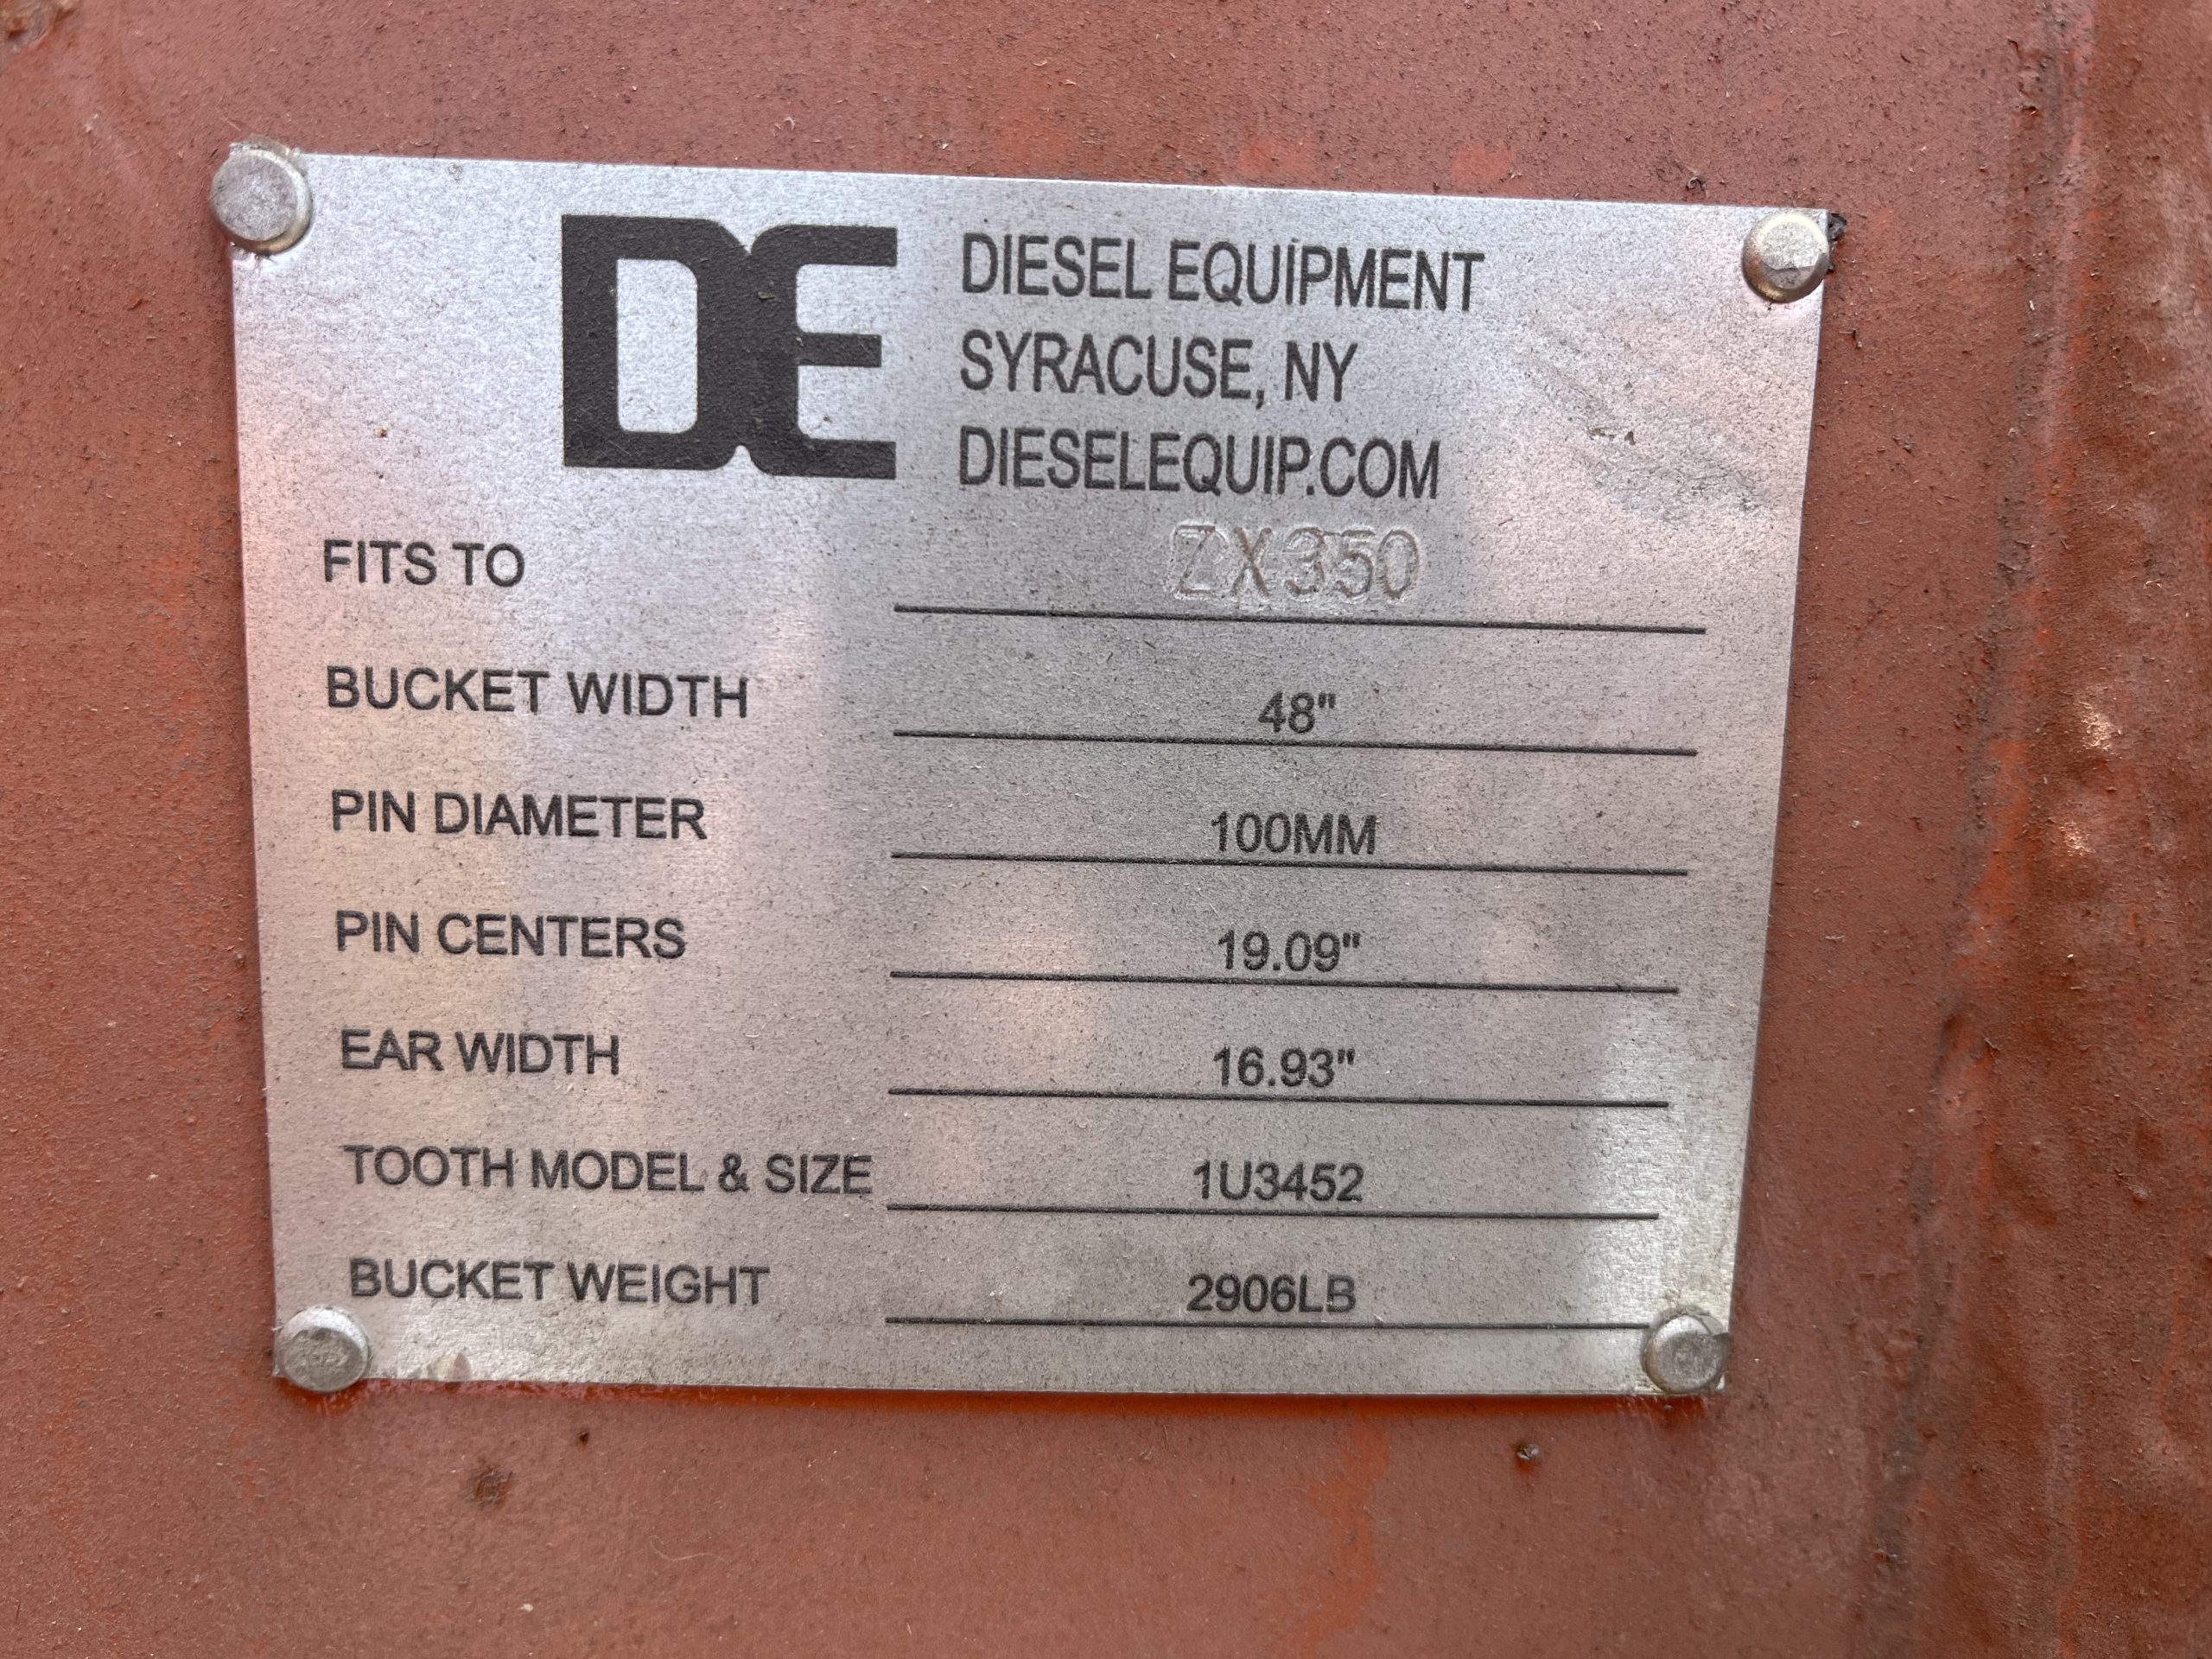 DE
DIESEL EQUIPMENT
SYRACUSE, NY
DIESELEQUIP.COM
FITS TO ZX350
BUCKET WIDTH 48"
PIN DIAMETER 100MM
PIN CENTERS 19.09"
EAR WIDTH 16.93"
TOOTH MODEL & SIZE 1U3452
BUCKET WEIGHT 2906LB